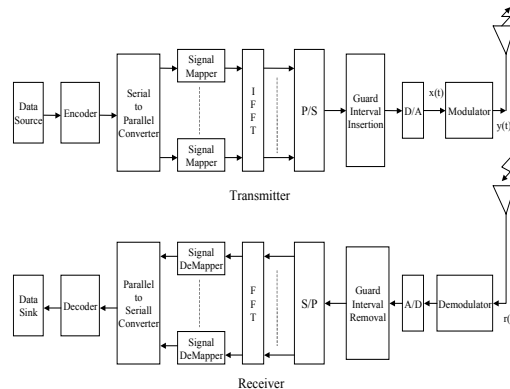 Data
Source
Encoder
Serial
to
Parallel
Converter
Signal
Mapper
Signal
Mapper
I
F
F
T
P/S
Guard
Interval
Insertion
D/A
x(t)
Modulator
y(t)
Transmitter
Data
Sink
Decoder
Parallel
to
Seriall
Converter
Signal
DeMapper
Signal
DeMapper
F
F
T
S/P
Guard
Interval
Removal
A/D
Demodulator
r(
Receiver